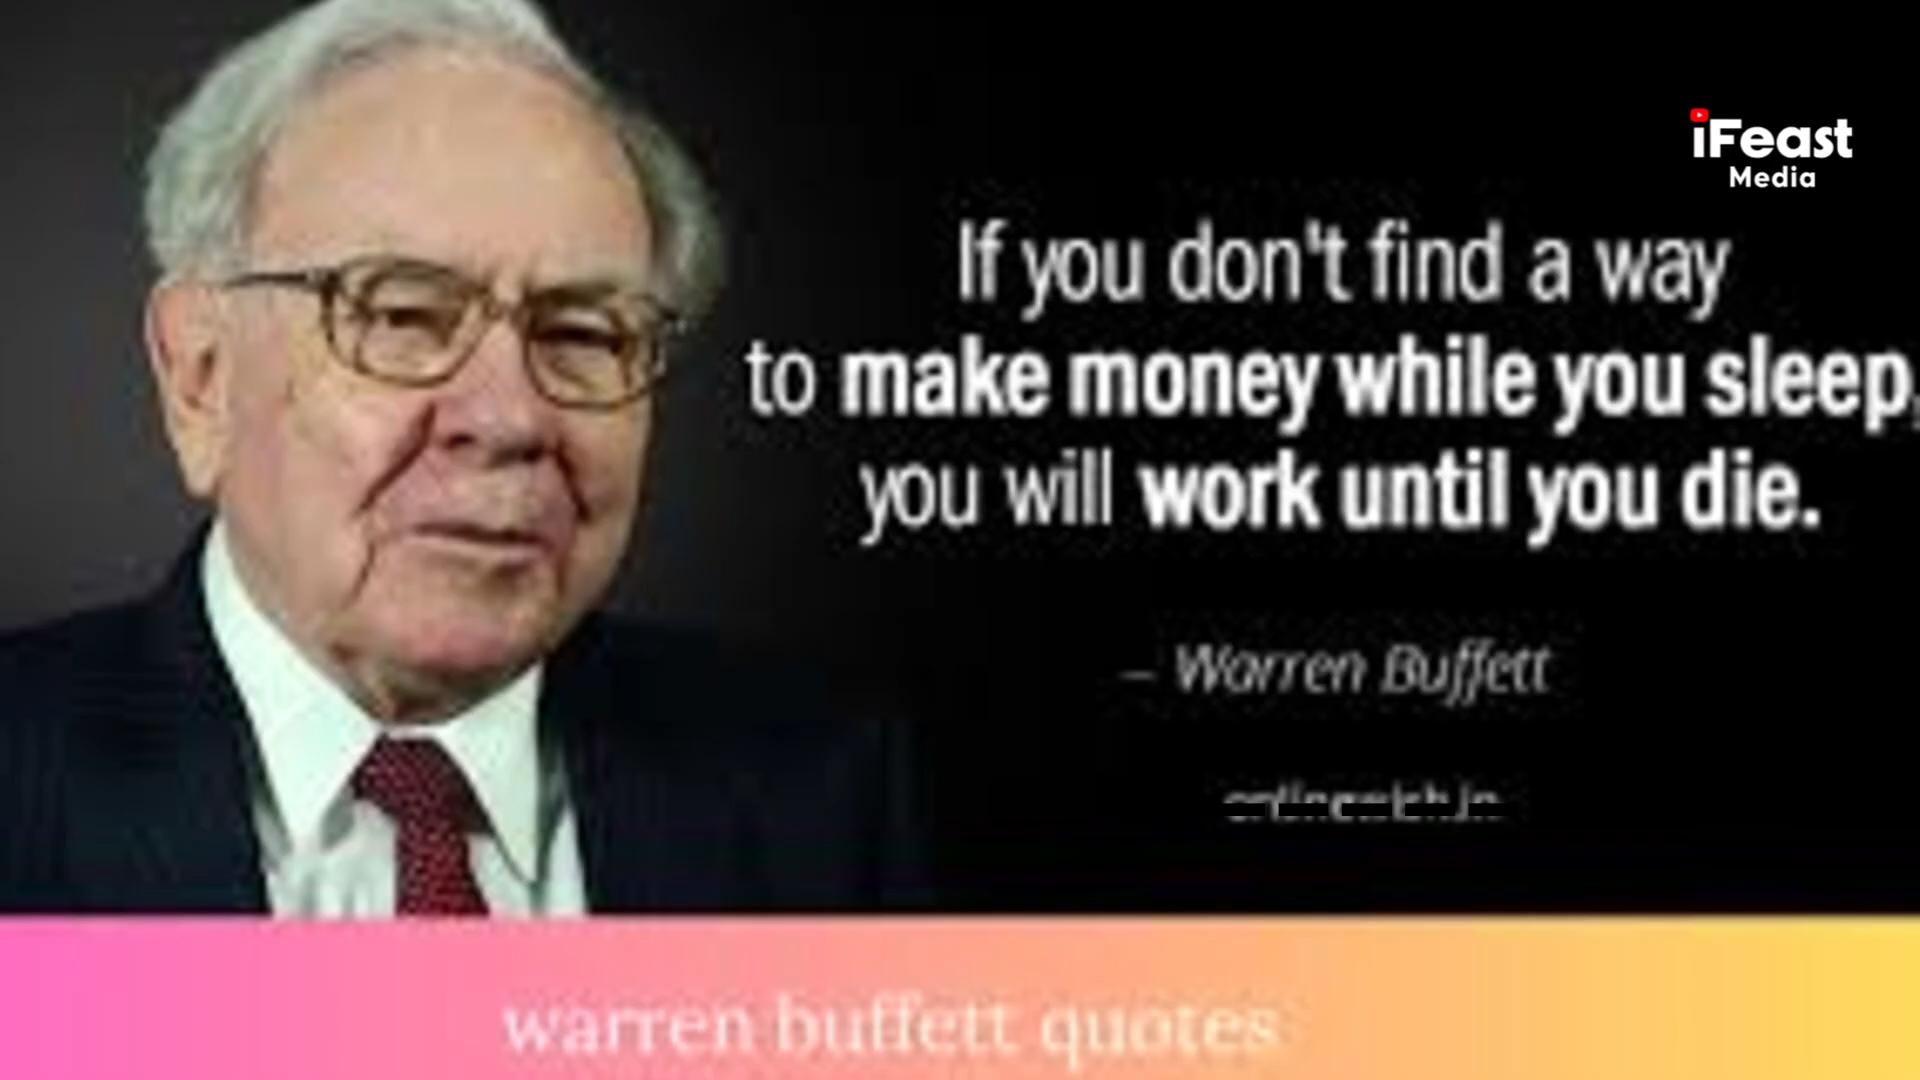 iFeast
Media
If you don't find a way
to make money while you sleep,
you will work until you die.
– Warren Buffett
warren buffett quotes